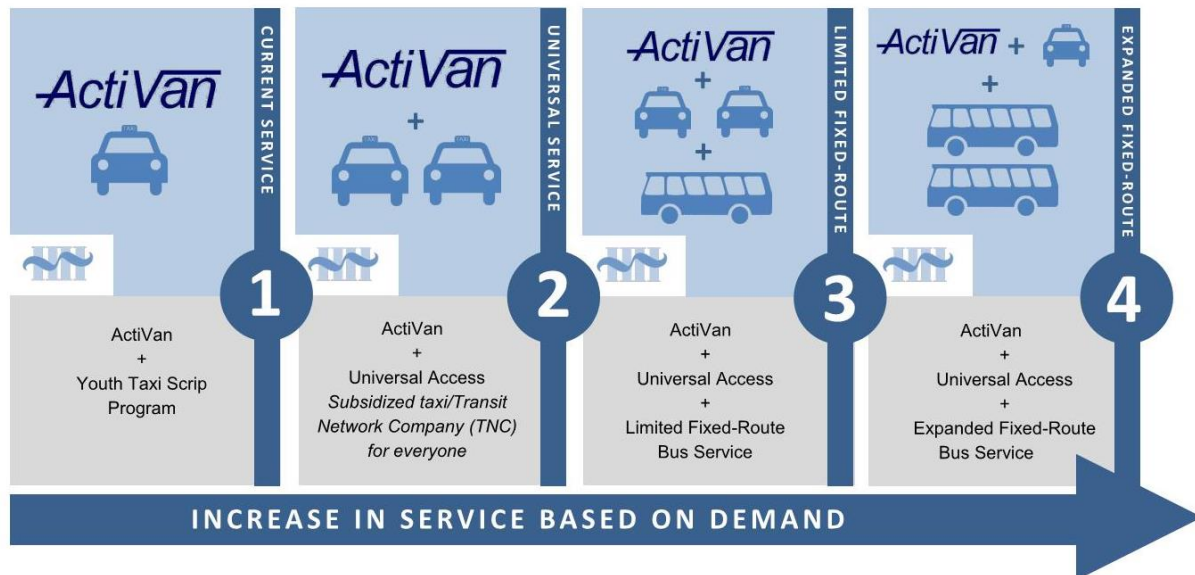 ActiVan
TAXI
CURRENT SERVICE
1
ActiVan
+
Youth Taxi Scrip
Program
ActiVan
+
UNIVERSAL SERVICE
2
ActiVan
+
Universal Access
Subsidized taxi/Transit
Network Company (TNC)
for everyone
ActiVan
+
+
LIMITED FIXED-ROUTE
3
ActiVan
+
Universal Access
+
Limited Fixed-Route
Bus Service
ActiVan +
+
EXPANDED FIXED-ROUTE
4
ActiVan
+
Universal Access
+
Expanded Fixed-Route
Bus Service
INCREASE IN SERVICE BASED ON DEMAND